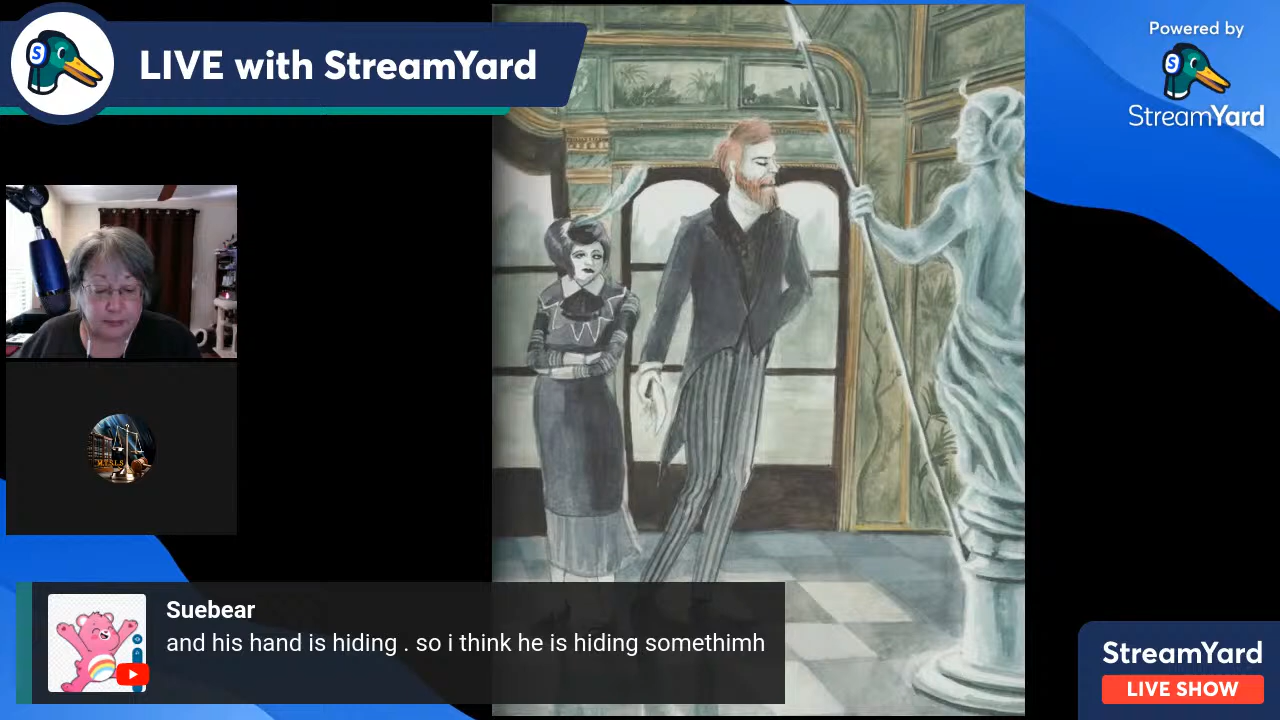 S
LIVE with StreamYard
Powered by
S
StreamYard
M.T.S.L.S
Suebear
and his hand is hiding . so i think he is hiding somethimh
StreamYard
LIVE SHOW